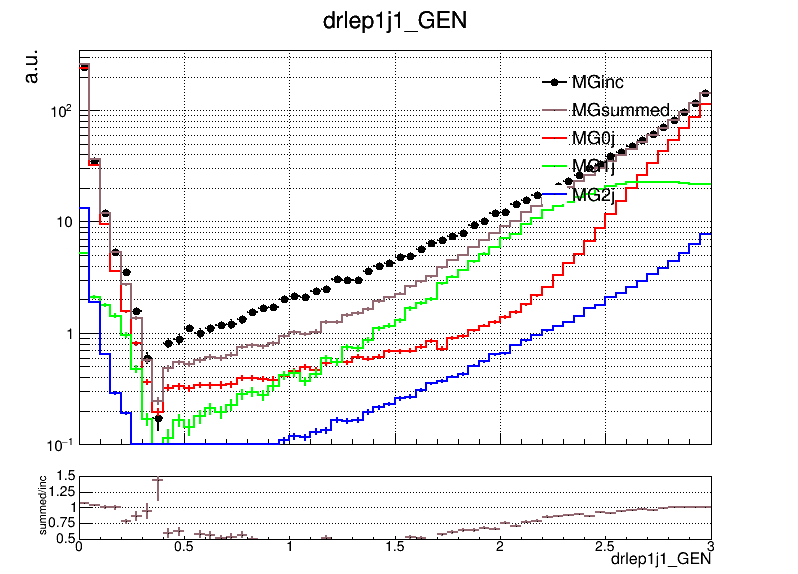 drlep1j1_GEN
a.u.
MGinc
MGsummed
MG0j
MG1j
MG2j
10²
10
1
10⁻¹
summed/inc
1.5
1.25
1
0.75
0.5
0 0.5 1 1.5 2 2.5 3
drlep1j1_GEN